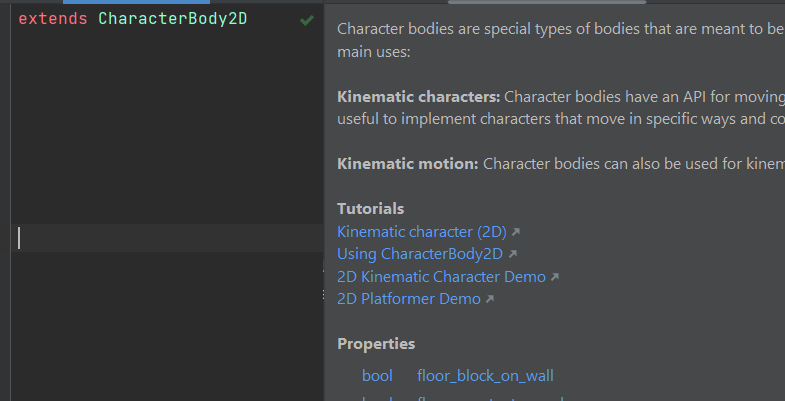 extends CharacterBody2D
Character bodies are special types of bodies that are meant to be
main uses:
Kinematic characters: Character bodies have an API for moving
useful to implement characters that move in specific ways and co
Kinematic motion: Character bodies can also be used for kinem
Tutorials
Kinematic character (2D)
Using CharacterBody2D
2D Kinematic Character Demo
2D Platformer Demo
Properties
bool floor_block_on_wall